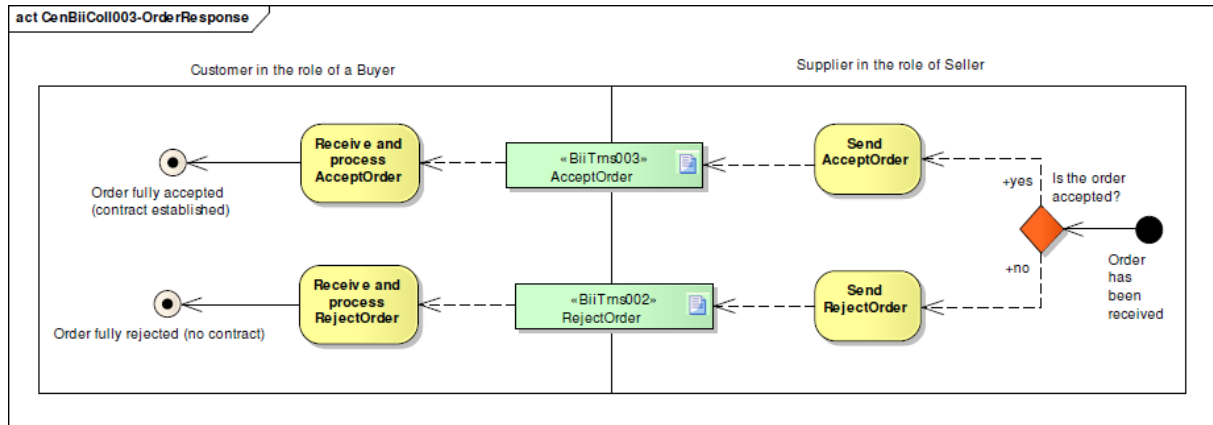 act CenBiiColl003-OrderResponse
Customer in the role of a Buyer
Supplier in the role of Seller
Receive and
process
AcceptOrder
«BiiTrns003»
AcceptOrder
Send
AcceptOrder
Order fully accepted
(contract established)
+yes
Is the order
accepted?
+no
Order
has
been
received
Receive and
process
RejectOrder
«BiiTrns002»
RejectOrder
Send
RejectOrder
Order fully rejected (no contract)